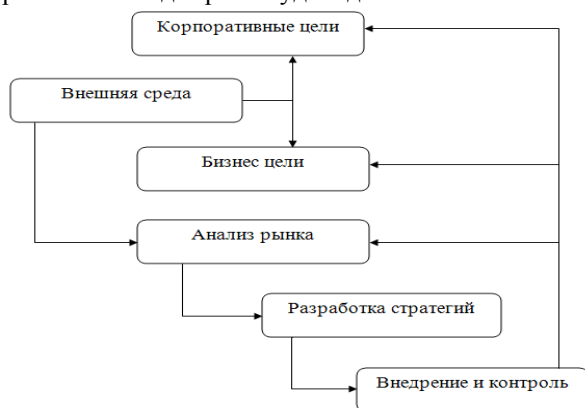 Корпоративные цели
Внешняя среда
Бизнес цели
Анализ рынка
Разработка стратегий
Внедрение и контроль